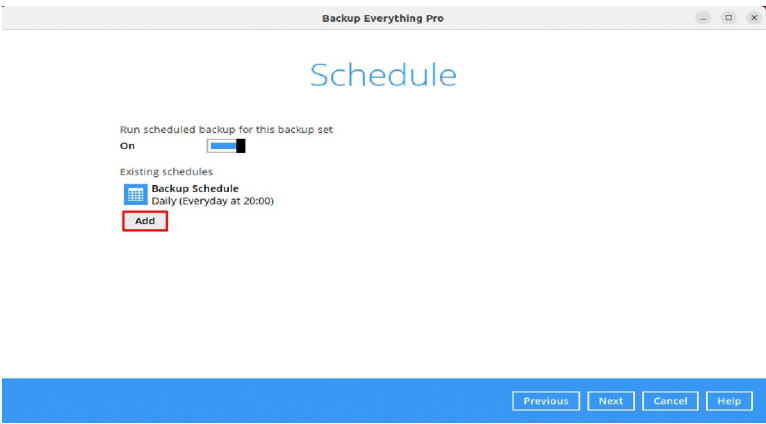 Backup Everything Pro
Schedule
Run scheduled backup for this backup set
On
Existing schedules
Backup Schedule
Daily (Everyday at 20:00)
Add
Previous
Next
Cancel
Help